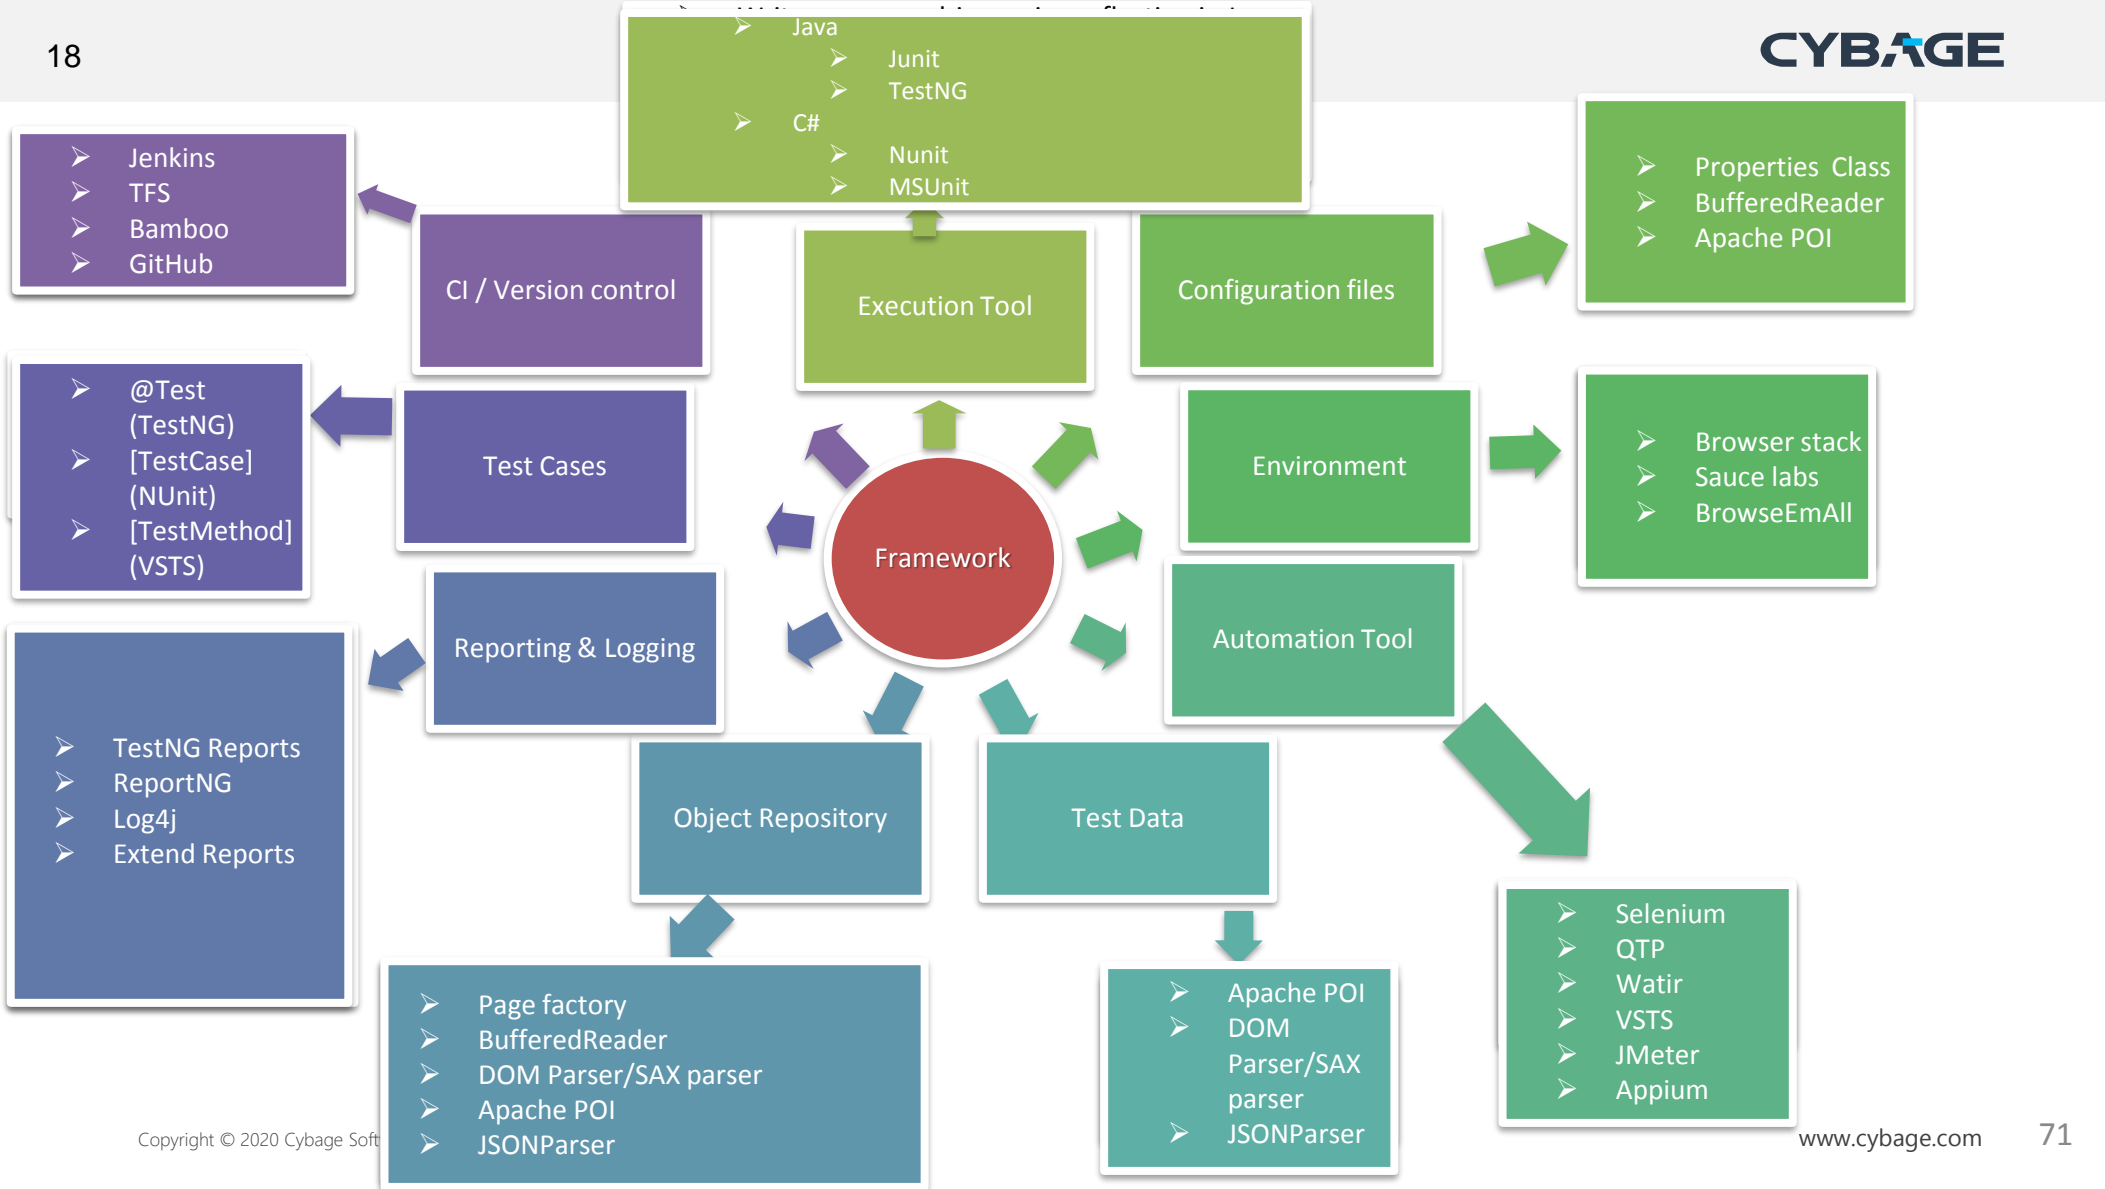 18
CYBAGE
Java
Junit
TestNG
C#
Nunit
MSUnit
Jenkins
TFS
Bamboo
GitHub
CI / Version control
Execution Tool
Configuration files
Properties Class
BufferedReader
Apache POI
@Test
(TestNG)
[TestCase]
(NUnit)
[TestMethod]
(VSTS)
Test Cases
Environment
Browser stack
Sauce labs
BrowseEmAll
Framework
Reporting & Logging
Automation Tool
TestNG Reports
ReportNG
Log4j
Extend Reports
Object Repository
Test Data
Selenium
QTP
Watir
VSTS
JMeter
Appium
Page factory
BufferedReader
DOM Parser/SAX parser
Apache POI
JSONParser
Apache POI
DOM
Parser/SAX
parser
JSONParser
Copyright © 2020 Cybage Soft
www.cybage.com
71